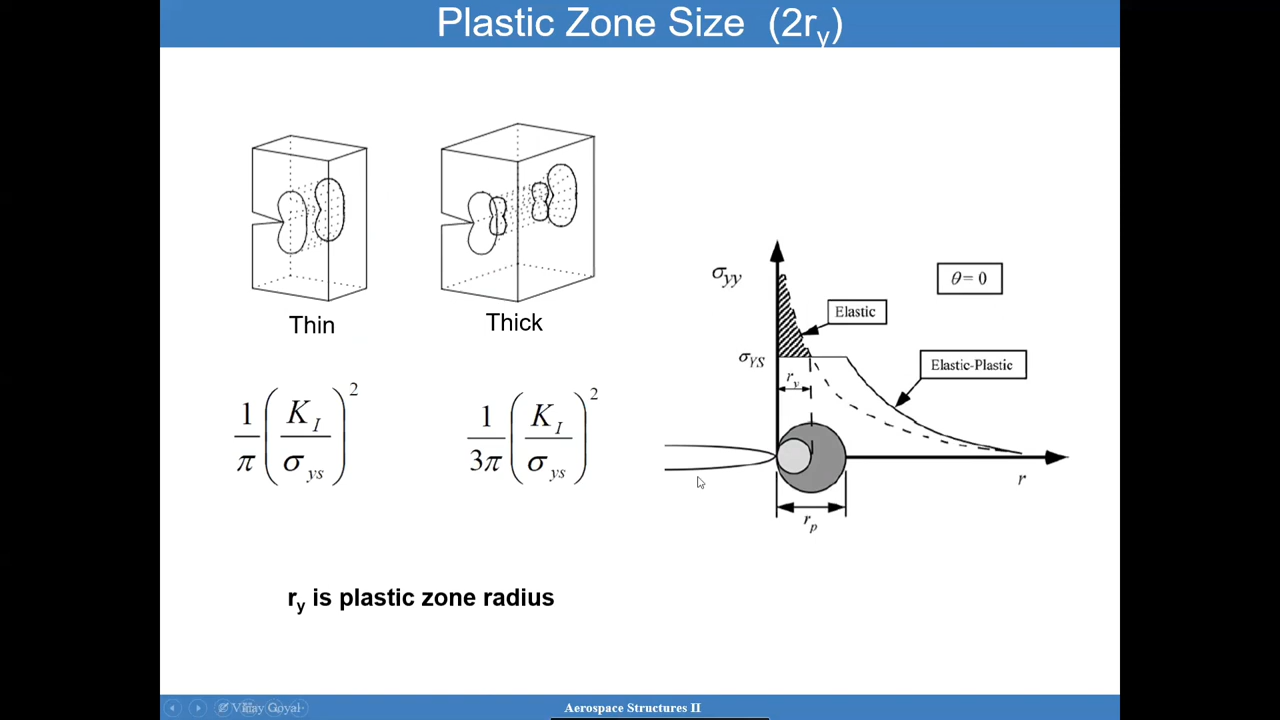 Plastic Zone Size (2r_y)
Thin
Thick
1/π (K_I/σ_ys)^2
1/3π (K_I/σ_ys)^2
σ_yy
θ = 0
Elastic
σ_YS
Elastic-Plastic
r_y
r
r_p
r_y is plastic zone radius
Vinay Goyal
Aerospace Structures II